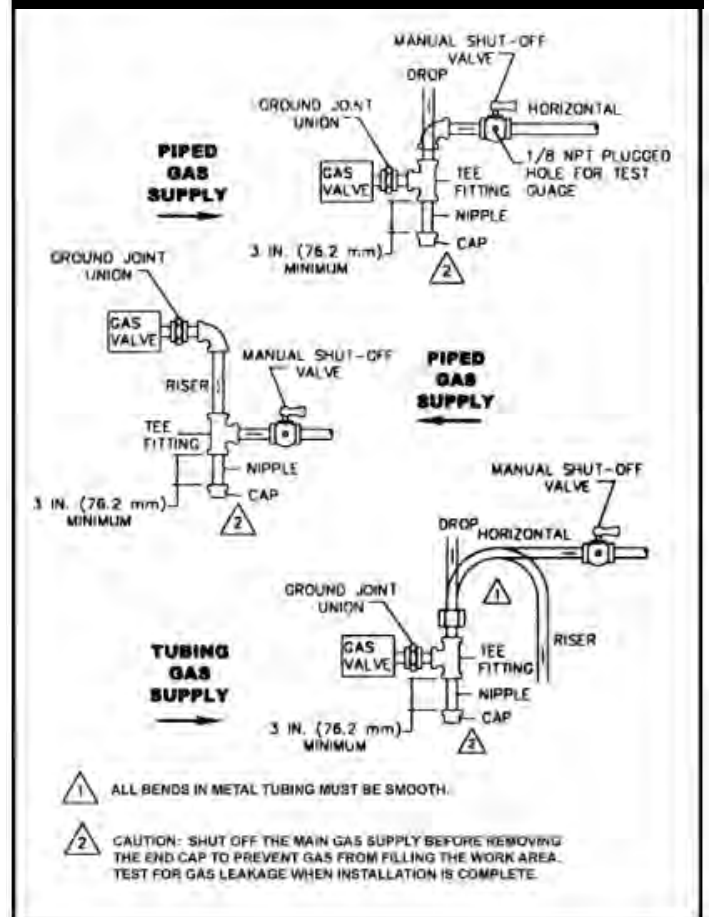 MANUAL SHUT-OFF
VALVE
DROP
GROUND JOINT
UNION
HORIZONTAL
PIPED
GAS
SUPPLY
GAS
VALVE
TEE
FITTING
1/8 NPT PLUGGED
HOLE FOR TEST
GUAGE
NIPPLE
3 IN. (76.2 mm)
MINIMUM
CAP
2
GROUND JOINT
UNION
GAS
VALVE
MANUAL SHUT-OFF
VALVE
PIPED
GAS
SUPPLY
RISER
TEE
FITTING
NIPPLE
CAP
3 IN. (76.2 mm)
MINIMUM
2
MANUAL SHUT-OFF
VALVE
DROP
HORIZONTAL
1
GROUND JOINT
UNION
RISER
TUBING
GAS
SUPPLY
GAS
VALVE
TEE
FITTING
NIPPLE
CAP
3 IN. (76.2 mm)
MINIMUM
2
1 ALL BENDS IN METAL TUBING MUST BE SMOOTH.
2 CAUTION: SHUT OFF THE MAIN GAS SUPPLY BEFORE REMOVING
THE END CAP TO PREVENT GAS FROM FILLING THE WORK AREA.
TEST FOR GAS LEAKAGE WHEN INSTALLATION IS COMPLETE.